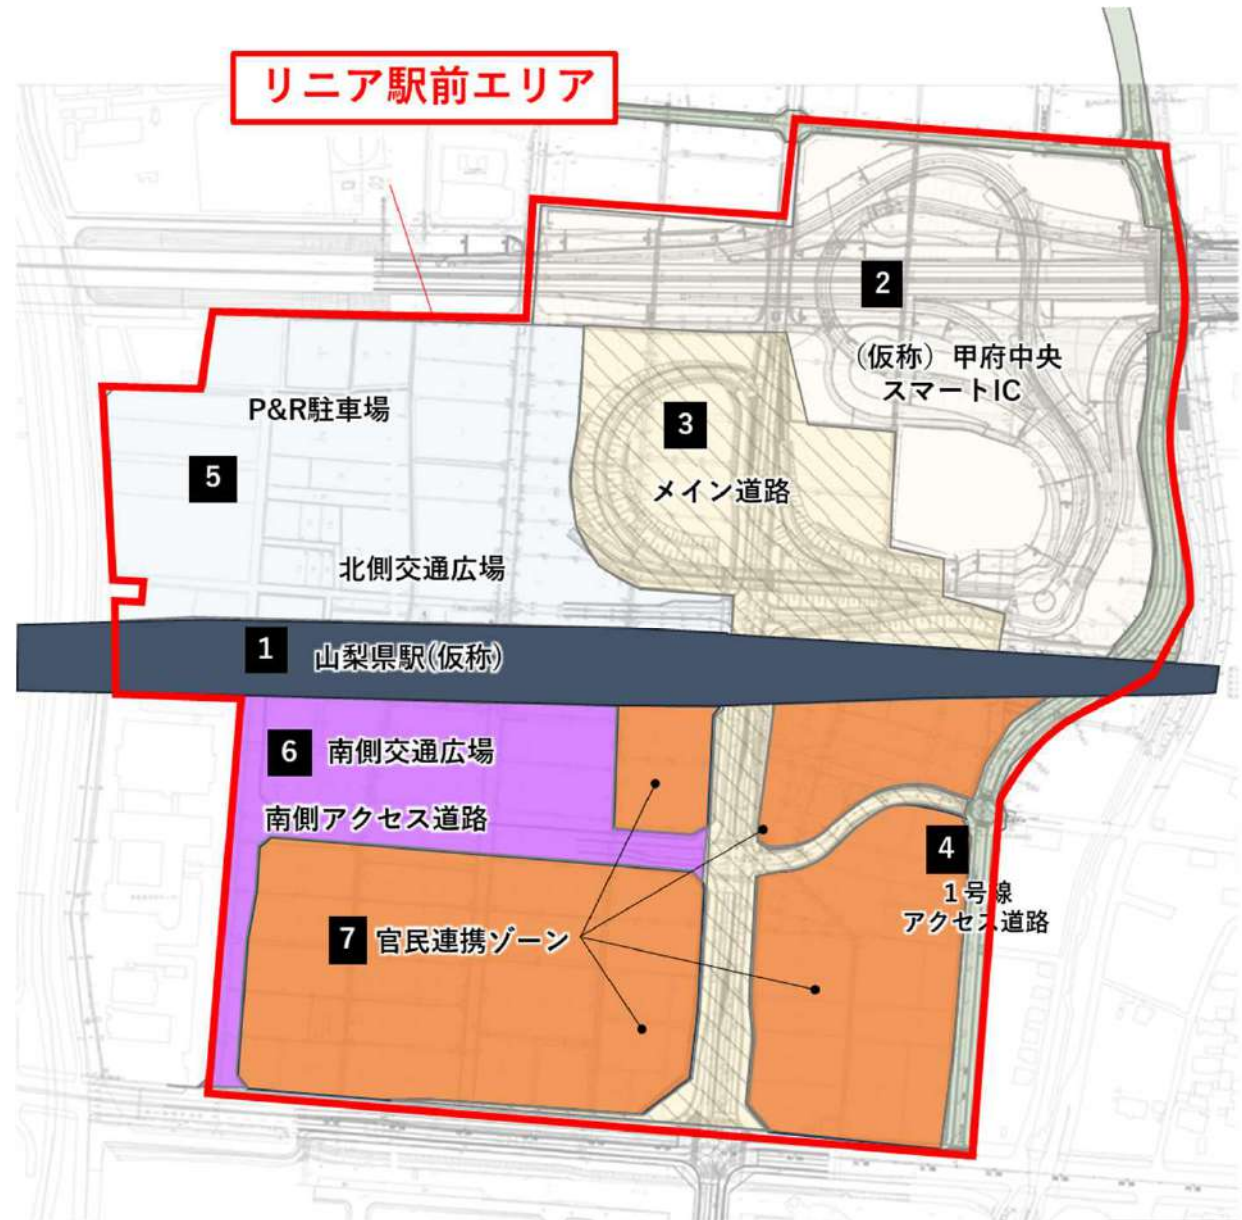 リニア駅前エリア
2
(仮称) 甲府中央
スマートIC
P&R駐車場
3
メイン道路
5
北側交通広場
1
山梨県駅(仮称)
6 南側交通広場
南側アクセス道路
4
1号線
アクセス道路
7 官民連携ゾーン